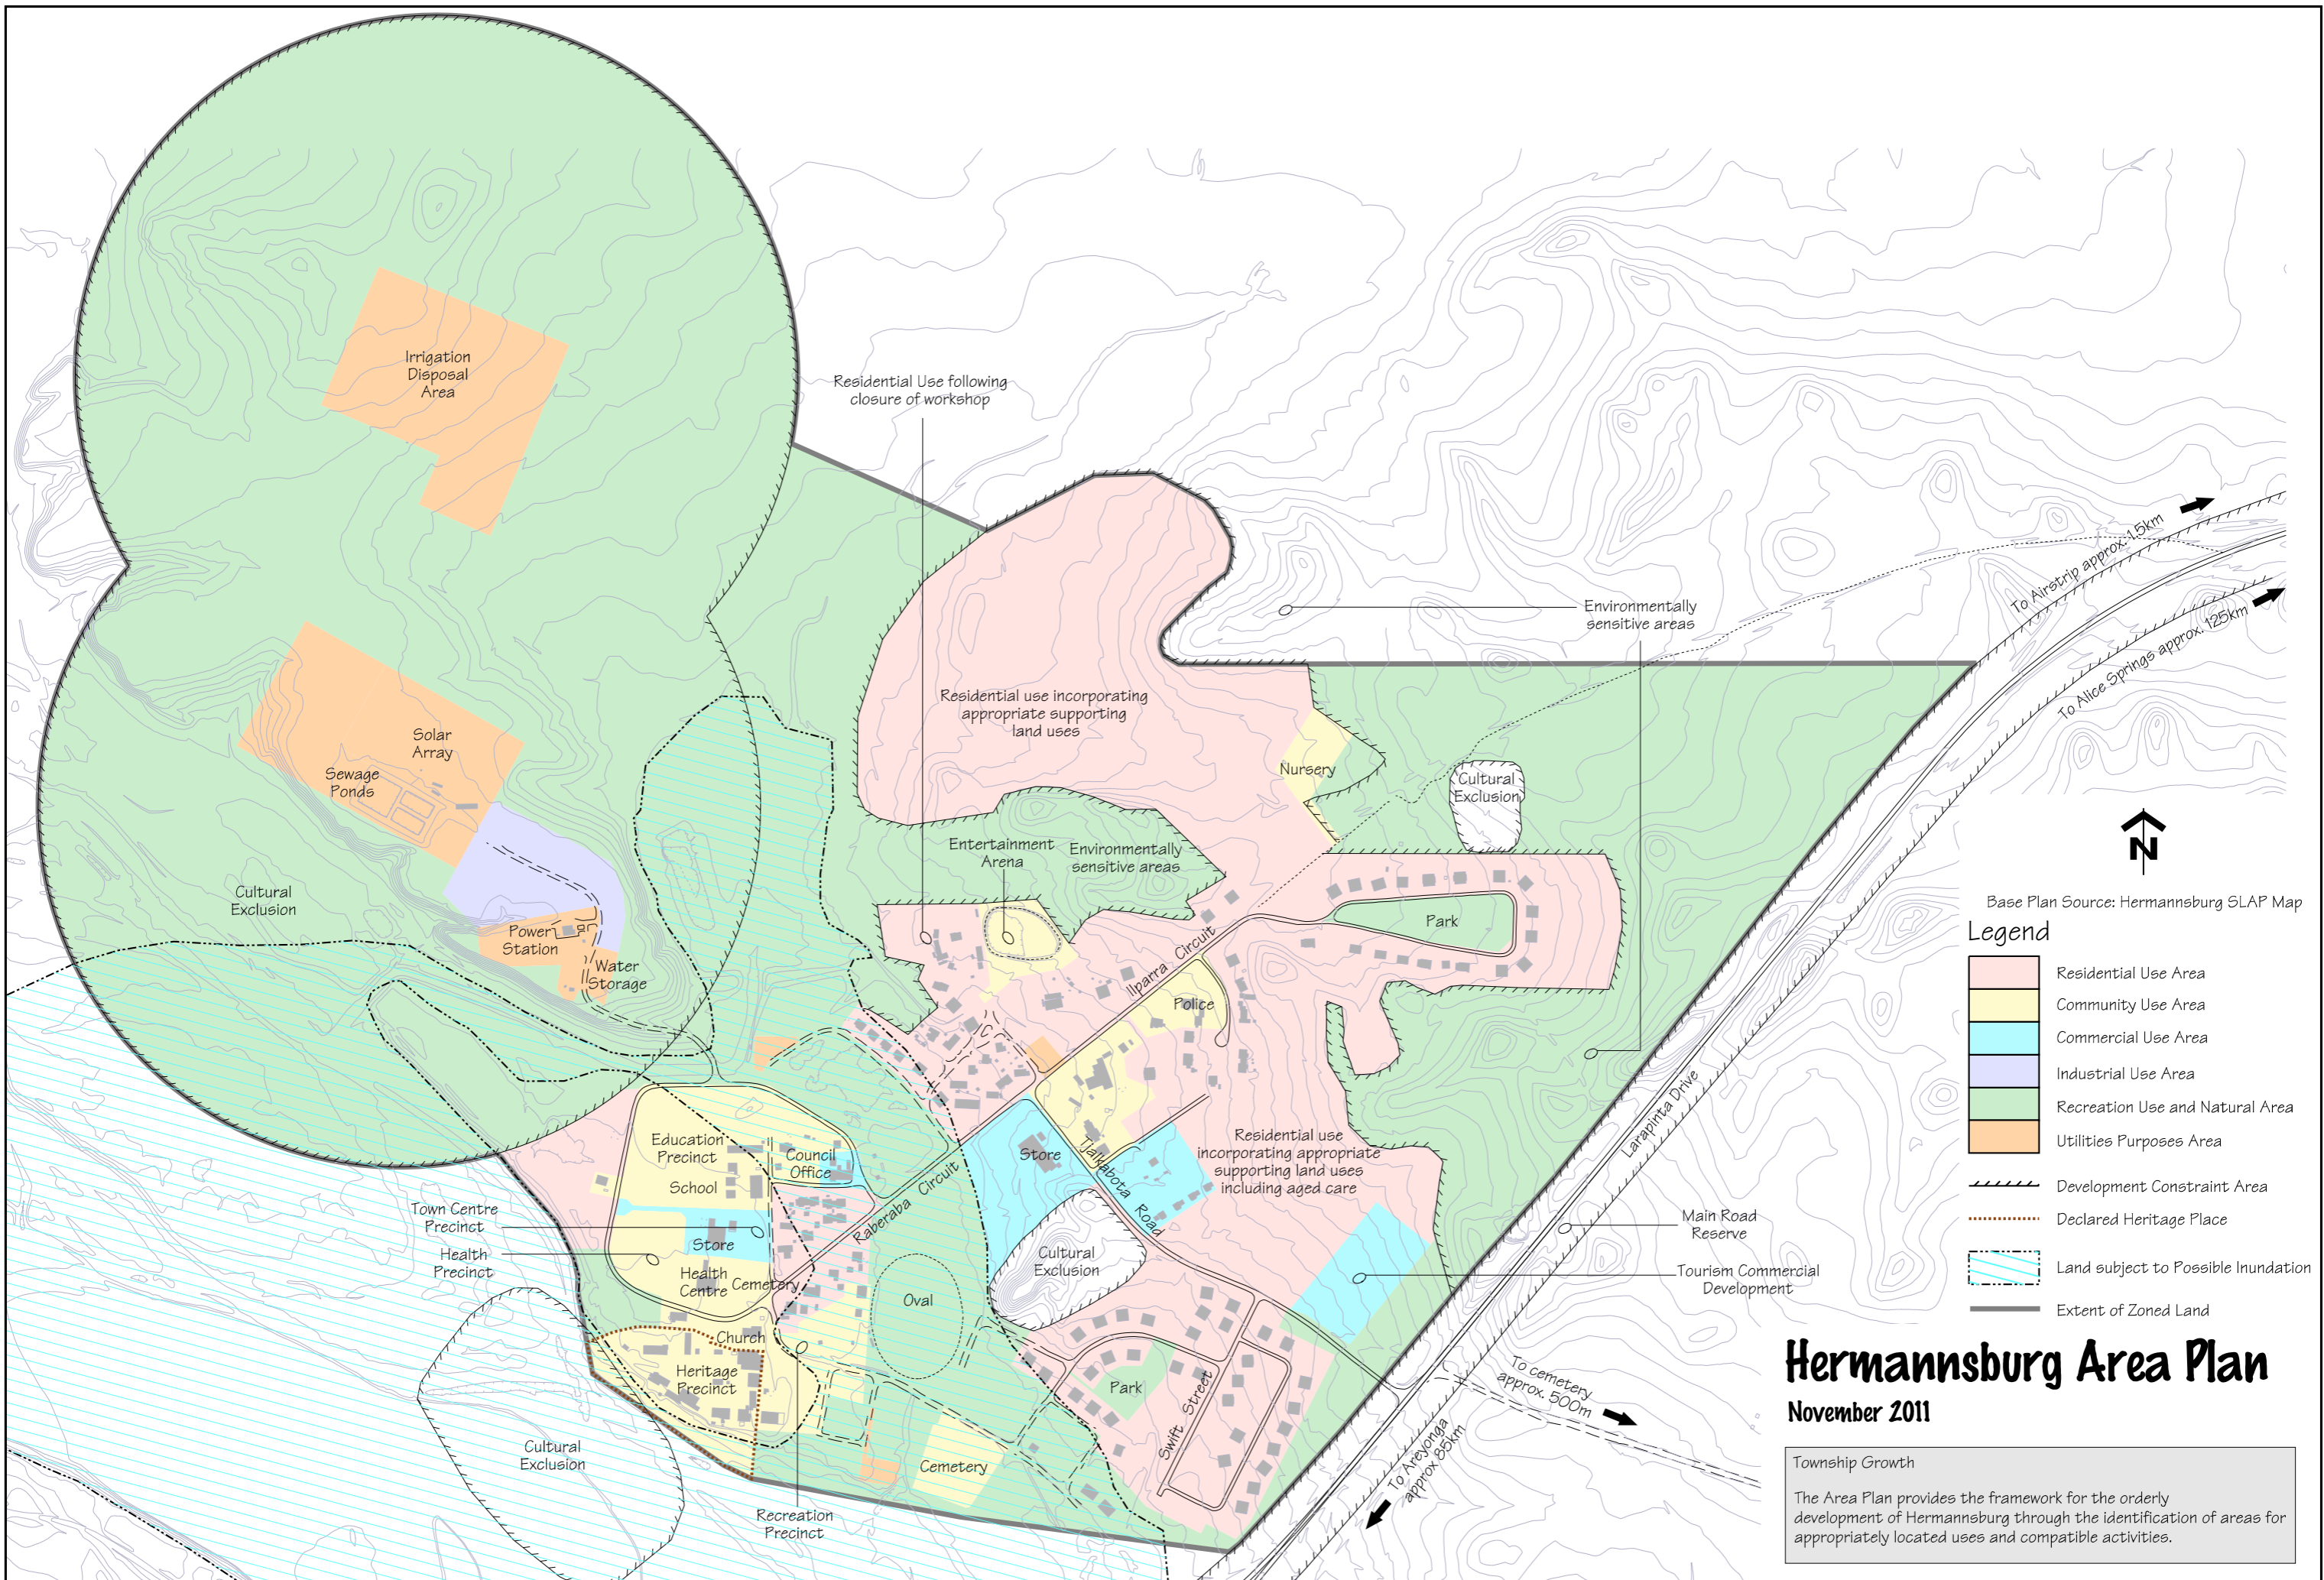 Irrigation
Disposal
Area
Residential Use following
closure of workshop
To Airstrip approx. 1.5km
To Alice Springs approx. 125km
Environmentally
sensitive areas
Residential use incorporating
appropriate supporting
land uses
Solar
Array
Sewage
Ponds
Nursery
Cultural
Exclusion
Entertainment
Arena
Environmentally
sensitive areas
Cultural
Exclusion
Power
Station
Water
Storage
Park
Ilparra Circuit
Police
Education
Precinct
School
Council
Office
Store
Tjalkabota Road
Residential use
incorporating appropriate
supporting land uses
including aged care
Larapinta Drive
Raberaba Circuit
Town Centre
Precinct
Health
Precinct
Store
Health
Centre
Cemetery
Cultural
Exclusion
Oval
Main Road
Reserve
Tourism Commercial
Development
Church
Heritage
Precinct
Park
Swift Street
Cultural
Exclusion
Cemetery
Recreation
Precinct
To cemetery
approx. 500m
To Areyonga
approx 85km
N
Base Plan Source: Hermannsburg SLAP Map
Legend
Residential Use Area
Community Use Area
Commercial Use Area
Industrial Use Area
Recreation Use and Natural Area
Utilities Purposes Area
Development Constraint Area
Declared Heritage Place
Land subject to Possible Inundation
Extent of Zoned Land
Hermannsburg Area Plan
November 2011
Township Growth
The Area Plan provides the framework for the orderly
development of Hermannsburg through the identification of areas for
appropriately located uses and compatible activities.